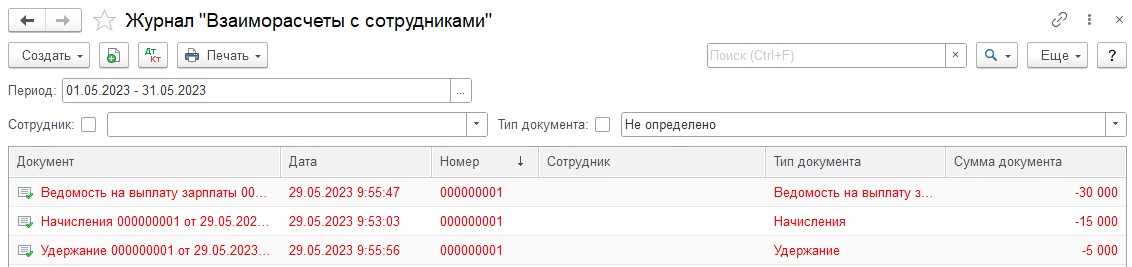 Журнал "Взаиморасчеты с сотрудниками"
Создать Дт Кт Печать Поиск (Ctrl+F) × Еще ?
Период: 01.05.2023 - 31.05.2023 ...
Сотрудник: Тип документа: Не определено
Документ Дата Номер ↓ Сотрудник Тип документа Сумма документа
Ведомость на выплату зарплаты 00... 29.05.2023 9:55:47 000000001 Ведомость на выплату з... -30 000
Начисления 000000001 от 29.05.202... 29.05.2023 9:53:03 000000001 Начисления -15 000
Удержание 000000001 от 29.05.2023... 29.05.2023 9:55:56 000000001 Удержание -5 000